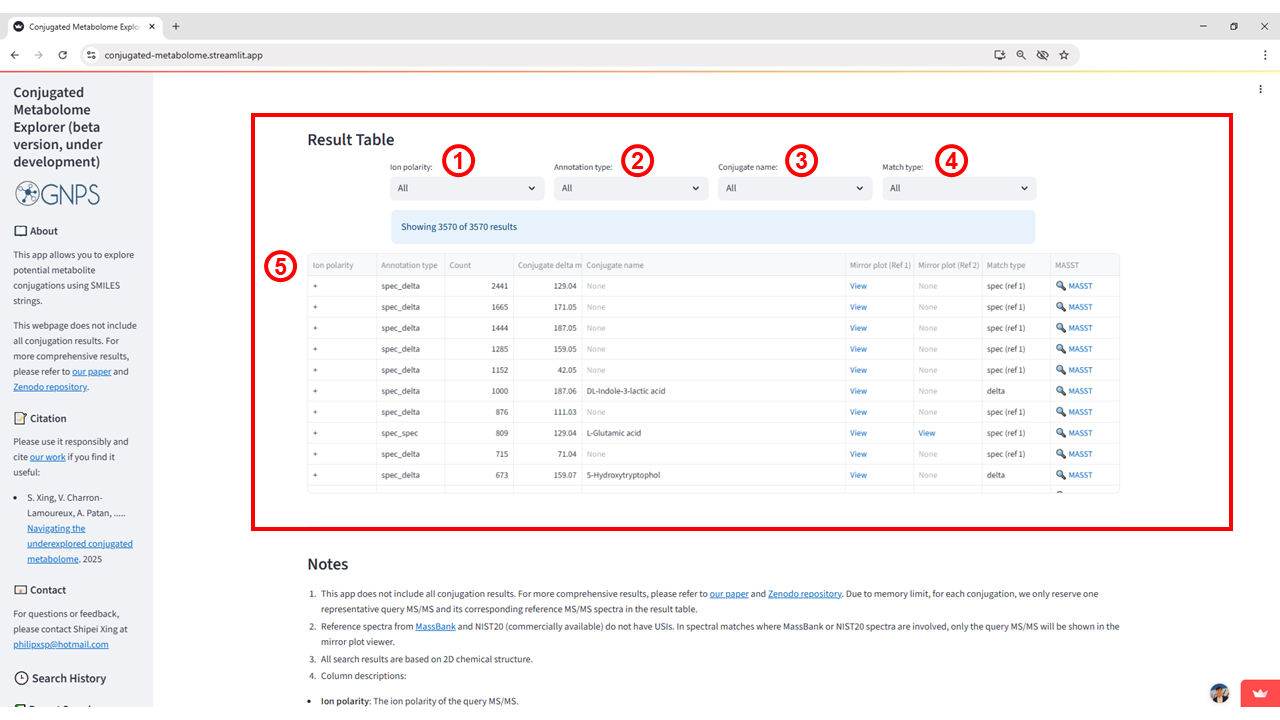 Conjugated Metabolome Explo
conjugated-metabolome.streamlit.app
Conjugated
Metabolome
Explorer (beta
version, under
development)
GNPS
About
This app allows you to explore
potential metabolite
conjugations using SMILES
strings.
This webpage does not include
all conjugation results. For
more comprehensive results,
please refer to our paper and
Zenodo repository.
Citation
Please use it responsibly and
cite our work if you find it
useful:
S. Xing, V. Charron-
Lamoureux, A. Patan, .....
Navigating the
underexplored conjugated
metabolome. 2025
Contact
For questions or feedback,
please contact Shipei Xing at
philipxsp@hotmail.com
Search History
Result Table
Ion polarity: 1 Annotation type: 2 Conjugate name: 3 Match type: 4
All All All All
Showing 3570 of 3570 results
5
Ion polarity Annotation type Count Conjugate delta m Conjugate name Mirror plot (Ref 1) Mirror plot (Ref 2) Match type MASST
+ spec_delta 2441 129.04 None View None spec (ref 1) MASST
+ spec_delta 1665 171.05 None View None spec (ref 1) MASST
+ spec_delta 1444 187.05 None View None spec (ref 1) MASST
+ spec_delta 1285 159.05 None View None spec (ref 1) MASST
+ spec_delta 1152 42.05 None View None spec (ref 1) MASST
+ spec_delta 1000 187.06 DL-Indole-3-lactic acid View None delta MASST
+ spec_delta 876 111.03 None View None spec (ref 1) MASST
+ spec_spec 809 129.04 L-Glutamic acid View View spec (ref 1) MASST
+ spec_delta 715 71.04 None View None spec (ref 1) MASST
+ spec_delta 673 159.07 5-Hydroxytryptophol View None delta MASST
Notes
1. This app does not include all conjugation results. For more comprehensive results, please refer to our paper and Zenodo repository. Due to memory limit, for each conjugation, we only reserve one
representative query MS/MS and its corresponding reference MS/MS spectra in the result table.
2. Reference spectra from MassBank and NIST20 (commercially available) do not have USIs. In spectral matches where MassBank or NIST20 spectra are involved, only the query MS/MS will be shown in the
mirror plot viewer.
3. All search results are based on 2D chemical structure.
4. Column descriptions:
Ion polarity: The ion polarity of the query MS/MS.